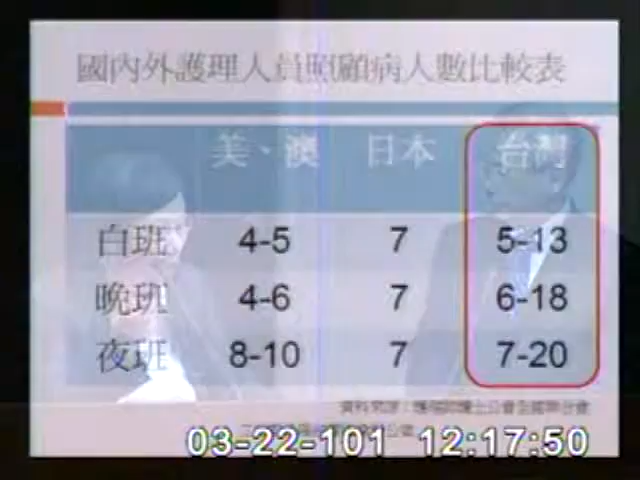 國內外護理人員照顧病人數比較表
美、澳 日本 台灣
白班 4-5 7 5-13
晚班 4-6 7 6-18
夜班 8-10 7 7-20
03-22-101 12:17:50